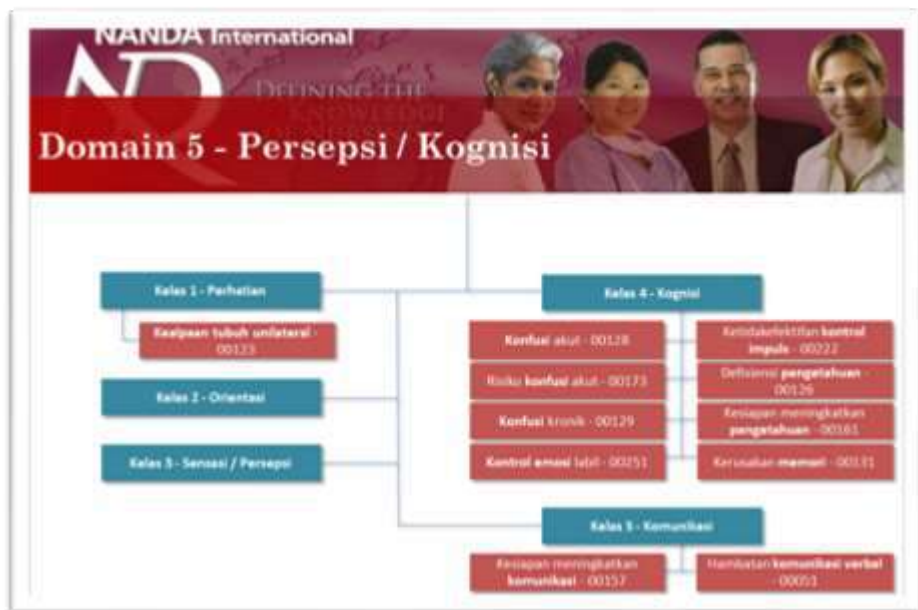 NANDA International
DEFINING THE
KNOWLEDGE
Domain 5 - Persepsi / Kognisi
Kelas 1 - Perhatian
Kealpaan tubuh unilateral -
00123
Kelas 2 - Orientasi
Kelas 3 - Sensasi / Persepsi
Kelas 4 - Kognisi
Konfusi akut - 00128
Ketidakefektifan kontrol
impuls - 00222
Risiko konfusi akut - 00173
Defisiensi pengetahuan -
00126
Konfusi kronik - 00129
Kesiapan meningkatkan
pengetahuan - 00161
Kontrol emosi labil - 00251
Kerusakan memori - 00131
Kelas 5 - Komunikasi
Kesiapan meningkatkan
komunikasi - 00157
Hambatan komunikasi verbal
- 00051